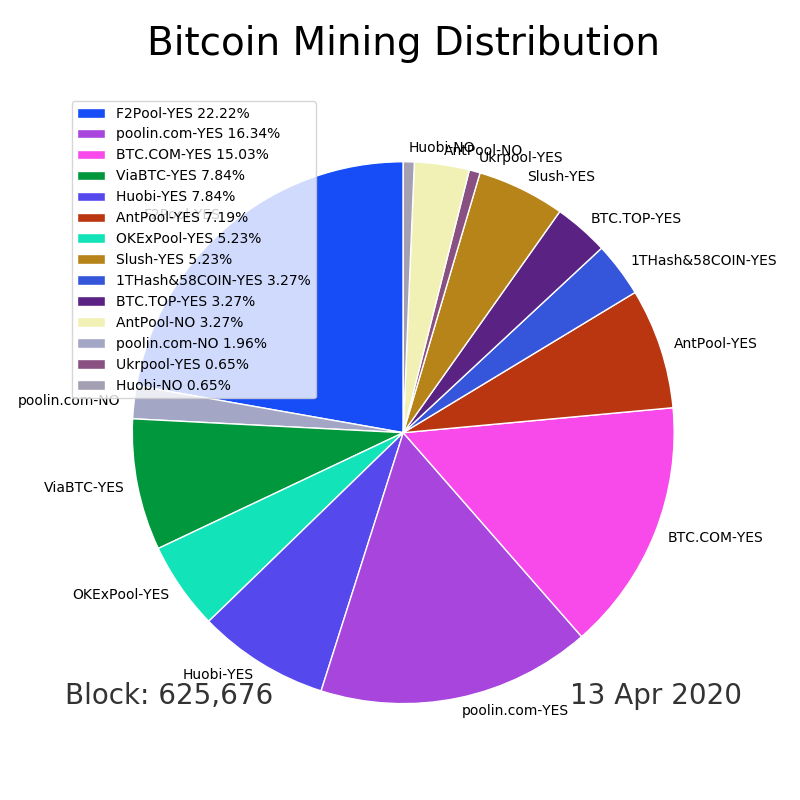 Bitcoin Mining Distribution
F2Pool-YES 22.22%
poolin.com-YES 16.34%
BTC.COM-YES 15.03%
ViaBTC-YES 7.84%
Huobi-YES 7.84%
AntPool-YES 7.19%
OKExPool-YES 5.23%
Slush-YES 5.23%
1THash&58COIN-YES 3.27%
BTC.TOP-YES 3.27%
AntPool-NO 3.27%
poolin.com-NO 1.96%
Ukrpool-YES 0.65%
Huobi-NO 0.65%
Huobi-NO
AntPool-NO
Ukrpool-YES
Slush-YES
BTC.TOP-YES
1THash&58COIN-YES
AntPool-YES
BTC.COM-YES
poolin.com-YES
Huobi-YES
OKExPool-YES
ViaBTC-YES
poolin.com-NO
F2Pool-YES
Block: 625,676
13 Apr 2020